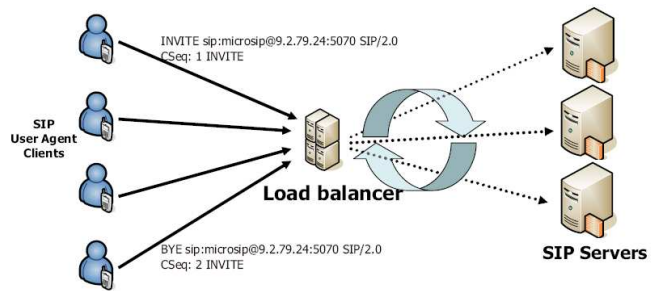 INVITE sip:microsip@9.2.79.24:5070 SIP/2.0
CSeq: 1 INVITE
SIP
User Agent
Clients
Load balancer
BYE sip:microsip@9.2.79.24:5070 SIP/2.0
CSeq: 2 INVITE
SIP Servers